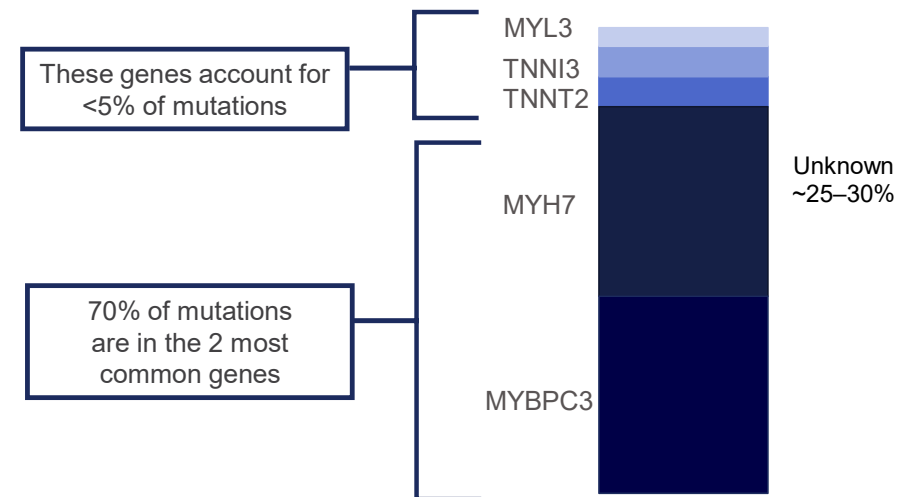 These genes account for
<5% of mutations
MYL3
TNNI3
TNNT2
Unknown
~25–30%
MYH7
70% of mutations
are in the 2 most
common genes
MYBPC3